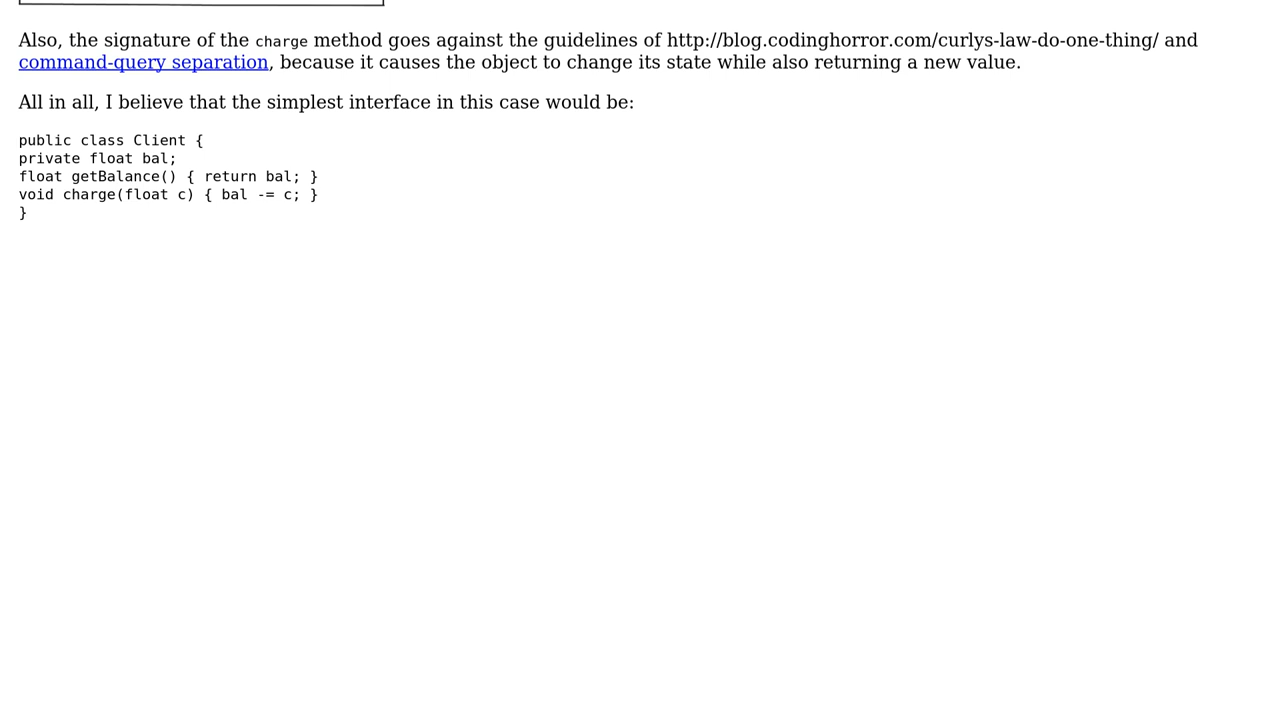 Also, the signature of the charge method goes against the guidelines of http://blog.codinghorror.com/curlys-law-do-one-thing/ and
command-query separation, because it causes the object to change its state while also returning a new value.
All in all, I believe that the simplest interface in this case would be:
public class Client {
private float bal;
float getBalance() { return bal; }
void charge(float c) { bal -= c; }
}